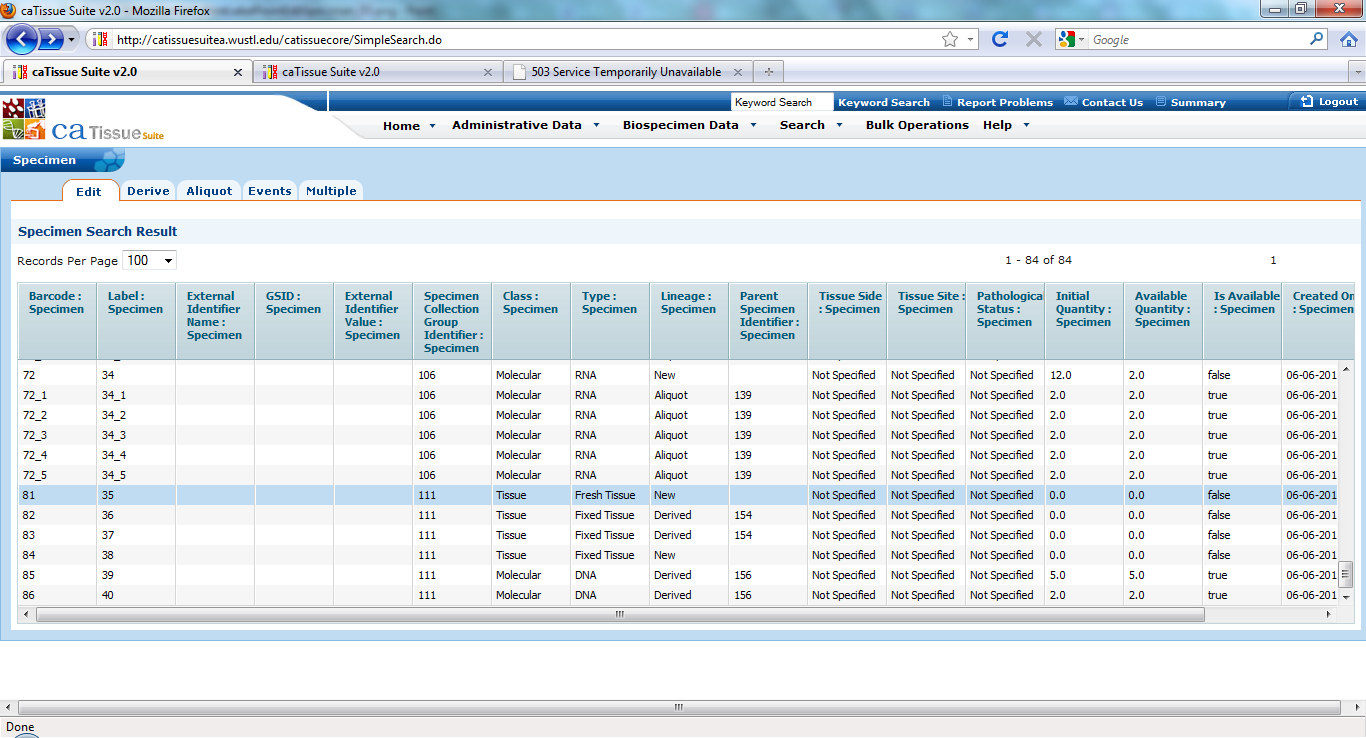 caTissue Suite v2.0 - Mozilla Firefox
http://catissuesuitea.wustl.edu/catissuecore/SimpleSearch.do
Google
caTissue Suite v2.0
caTissue Suite v2.0
503 Service Temporarily Unavailable
Keyword Search Keyword Search Report Problems Contact Us Summary Logout
ca Tissue Suite
Home Administrative Data Biospecimen Data Search Bulk Operations Help
Specimen
Edit Derive Aliquot Events Multiple
Specimen Search Result
Records Per Page 100 1 - 84 of 84 1
Barcode : Specimen
Label : Specimen
External Identifier Name : Specimen
GSID : Specimen
External Identifier Value : Specimen
Specimen Collection Group Identifier : Specimen
Class : Specimen
Type : Specimen
Lineage : Specimen
Parent Specimen Identifier : Specimen
Tissue Side : Specimen
Tissue Site : Specimen
Pathologica Status : Specimen
Initial Quantity : Specimen
Available Quantity : Specimen
Is Available : Specimen
Created On : Specimen
72 34 106 Molecular RNA New Not Specified Not Specified Not Specified 12.0 2.0 false 06-06-201
72_1 34_1 106 Molecular RNA Aliquot 139 Not Specified Not Specified Not Specified 2.0 2.0 true 06-06-201
72_2 34_2 106 Molecular RNA Aliquot 139 Not Specified Not Specified Not Specified 2.0 2.0 true 06-06-201
72_3 34_3 106 Molecular RNA Aliquot 139 Not Specified Not Specified Not Specified 2.0 2.0 true 06-06-201
72_4 34_4 106 Molecular RNA Aliquot 139 Not Specified Not Specified Not Specified 2.0 2.0 true 06-06-201
72_5 34_5 106 Molecular RNA Aliquot 139 Not Specified Not Specified Not Specified 2.0 2.0 true 06-06-201
81 35 111 Tissue Fresh Tissue New Not Specified Not Specified Not Specified 0.0 0.0 false 06-06-201
82 36 111 Tissue Fixed Tissue Derived 154 Not Specified Not Specified Not Specified 0.0 0.0 false 06-06-201
83 37 111 Tissue Fixed Tissue Derived 154 Not Specified Not Specified Not Specified 0.0 0.0 false 06-06-201
84 38 111 Tissue Fixed Tissue New Not Specified Not Specified Not Specified 0.0 0.0 false 06-06-201
85 39 111 Molecular DNA Derived 156 Not Specified Not Specified Not Specified 5.0 5.0 true 06-06-201
86 40 111 Molecular DNA Derived 156 Not Specified Not Specified Not Specified 2.0 2.0 true 06-06-201
Done